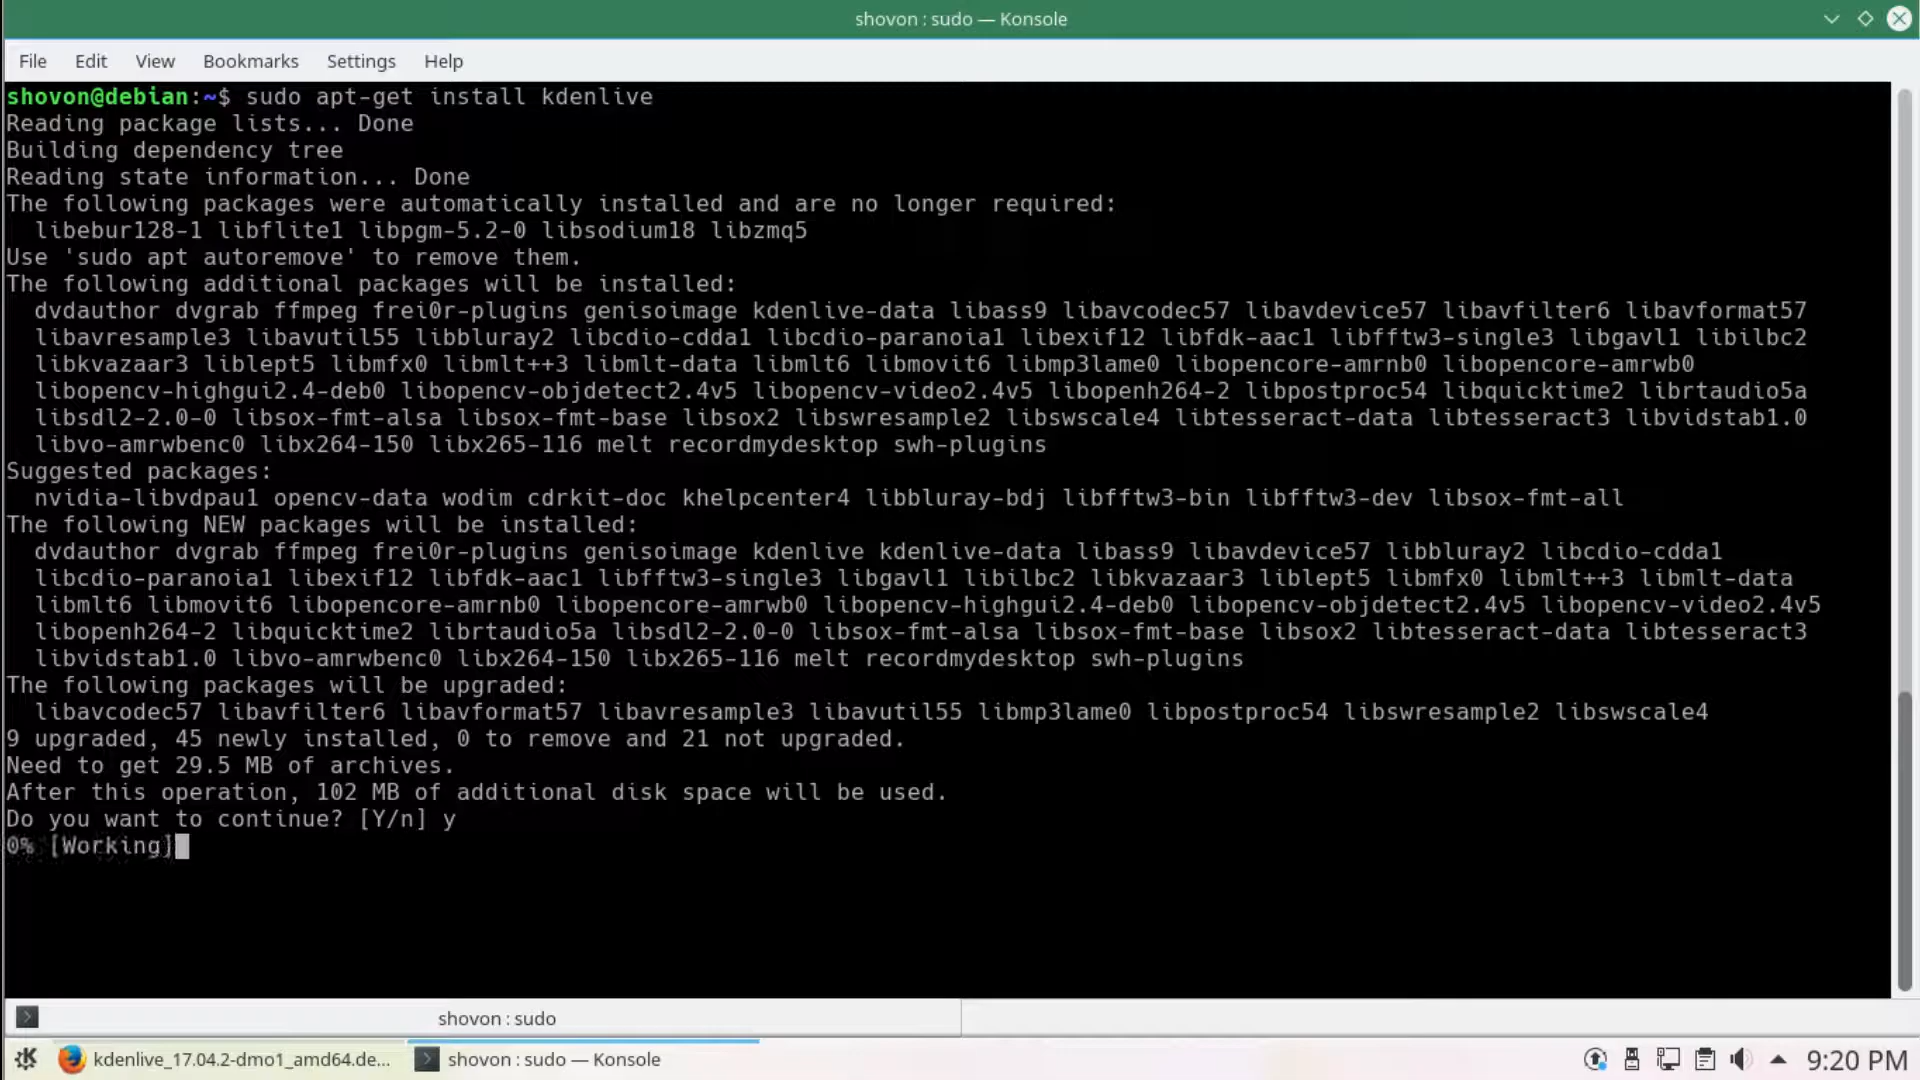 shovon : sudo — Konsole
File Edit View Bookmarks Settings Help
shovon@debian:~$ sudo apt-get install kdenlive
Reading package lists... Done
Building dependency tree
Reading state information... Done
The following packages were automatically installed and are no longer required:
libebur128-1 libflite1 libpgm-5.2-0 libsodium18 libzmq5
Use 'sudo apt autoremove' to remove them.
The following additional packages will be installed:
dvdauthor dvgrab ffmpeg frei0r-plugins genisoimage kdenlive-data libass9 libavcodec57 libavdevice57 libavfilter6 libavformat57
libavresample3 libavutil55 libbluray2 libcdio-cdda1 libcdio-paranoia1 libexif12 libfdk-aac1 libfftw3-single3 libgavl1 libilbc2
libkvazaar3 liblept5 libmfx0 libmlt++3 libmlt-data libmlt6 libmovit6 libmp3lame0 libopencore-amrnb0 libopencore-amrwb0
libopencv-highgui2.4-deb0 libopencv-objdetect2.4v5 libopencv-video2.4v5 libopenh264-2 libpostproc54 libquicktime2 librtaudio5a
libsdl2-2.0-0 libsox-fmt-alsa libsox-fmt-base libsox2 libswresample2 libswscale4 libtesseract-data libtesseract3 libvidstab1.0
libvo-amrwbenc0 libx264-150 libx265-116 melt recordmydesktop swh-plugins
Suggested packages:
nvidia-libvdpau1 opencv-data wodim cdrkit-doc khelpcenter4 libbluray-bdj libfftw3-bin libfftw3-dev libsox-fmt-all
The following NEW packages will be installed:
dvdauthor dvgrab ffmpeg frei0r-plugins genisoimage kdenlive kdenlive-data libass9 libavdevice57 libbluray2 libcdio-cdda1
libcdio-paranoia1 libexif12 libfdk-aac1 libfftw3-single3 libgavl1 libilbc2 libkvazaar3 liblept5 libmfx0 libmlt++3 libmlt-data
libmlt6 libmovit6 libopencore-amrnb0 libopencore-amrwb0 libopencv-highgui2.4-deb0 libopencv-objdetect2.4v5 libopencv-video2.4v5
libopenh264-2 libquicktime2 librtaudio5a libsdl2-2.0-0 libsox-fmt-alsa libsox-fmt-base libsox2 libtesseract-data libtesseract3
libvidstab1.0 libvo-amrwbenc0 libx264-150 libx265-116 melt recordmydesktop swh-plugins
The following packages will be upgraded:
libavcodec57 libavfilter6 libavformat57 libavresample3 libavutil55 libmp3lame0 libpostproc54 libswresample2 libswscale4
9 upgraded, 45 newly installed, 0 to remove and 21 not upgraded.
Need to get 29.5 MB of archives.
After this operation, 102 MB of additional disk space will be used.
Do you want to continue? [Y/n] y
0% [Working]
shovon : sudo
kdenlive_17.04.2-dmo1_amd64.de... shovon : sudo — Konsole 9:20 PM